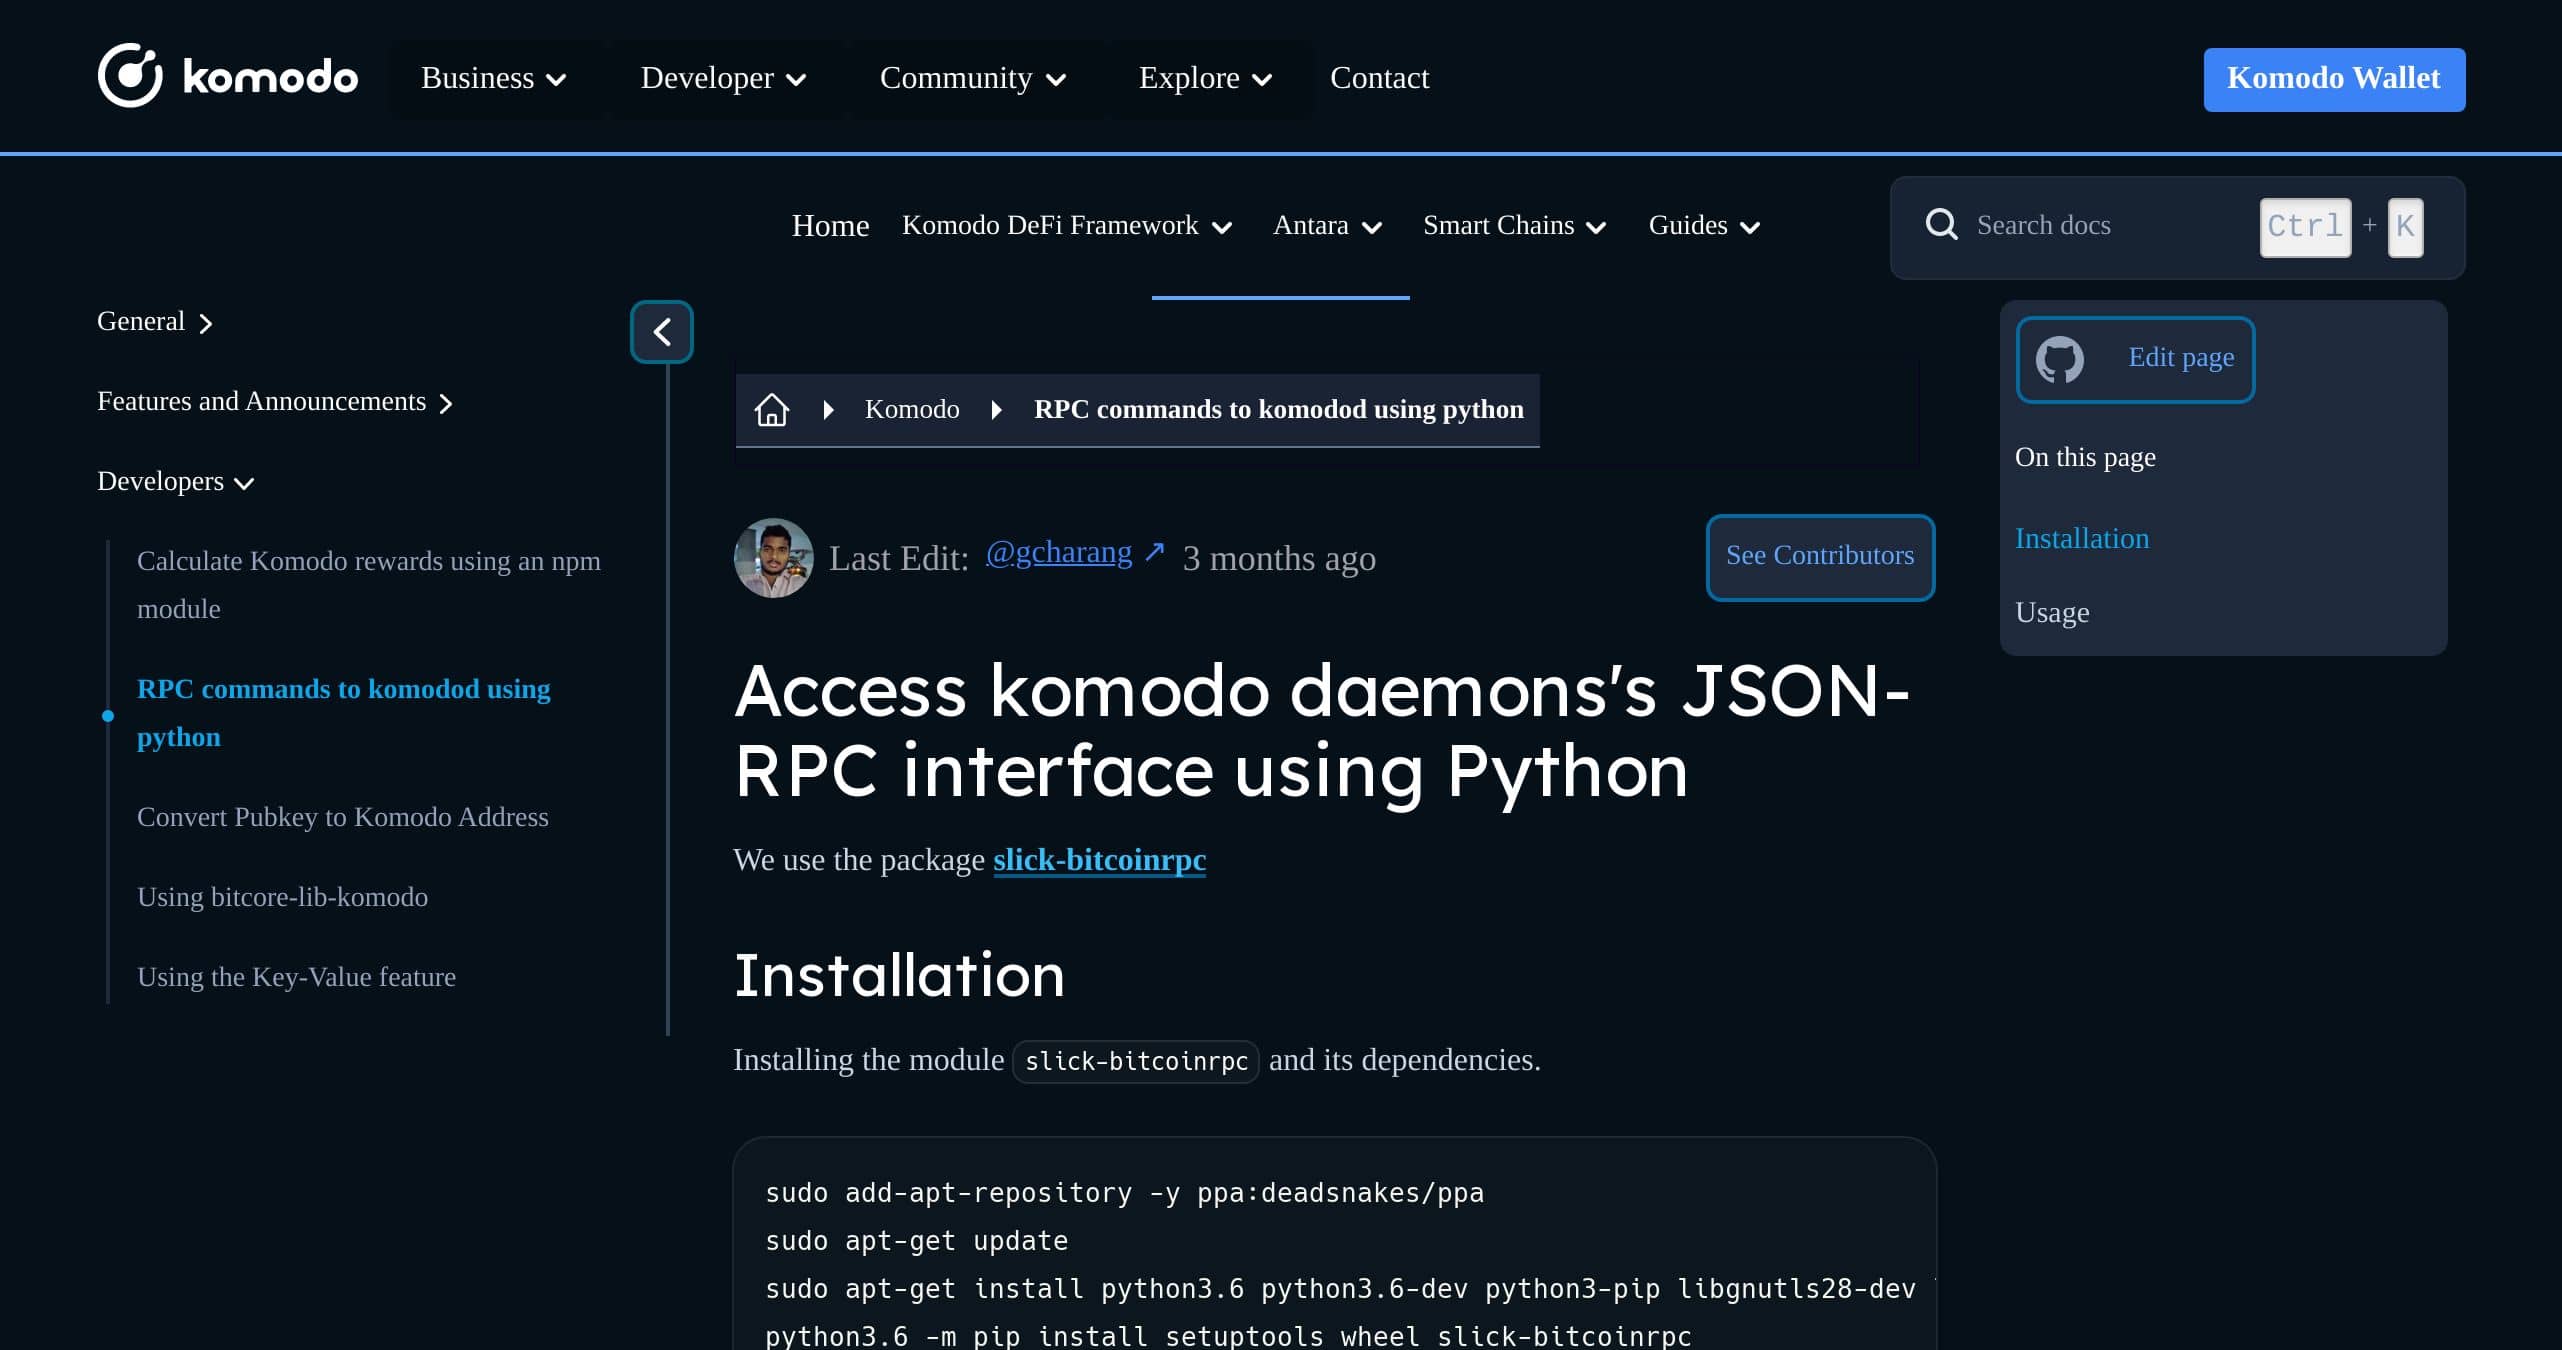 komodo
Business
Developer
Community
Explore
Contact
Komodo Wallet
Home
Komodo DeFi Framework
Antara
Smart Chains
Guides
Search docs
Ctrl + K
General
Features and Announcements
Developers
Calculate Komodo rewards using an npm
module
RPC commands to komodod using
python
Convert Pubkey to Komodo Address
Using bitcore-lib-komodo
Using the Key-Value feature
Komodo
RPC commands to komodod using python
Last Edit: @gcharang ↗ 3 months ago
See Contributors
Access komodo daemons's JSON-
RPC interface using Python
We use the package slick-bitcoinrpc
Installation
Installing the module slick-bitcoinrpc and its dependencies.
sudo add-apt-repository -y ppa:deadsnakes/ppa
sudo apt-get update
sudo apt-get install python3.6 python3.6-dev python3-pip libgnutls28-dev
python3.6 -m pip install setuptools wheel slick-bitcoinrpc
Edit page
On this page
Installation
Usage